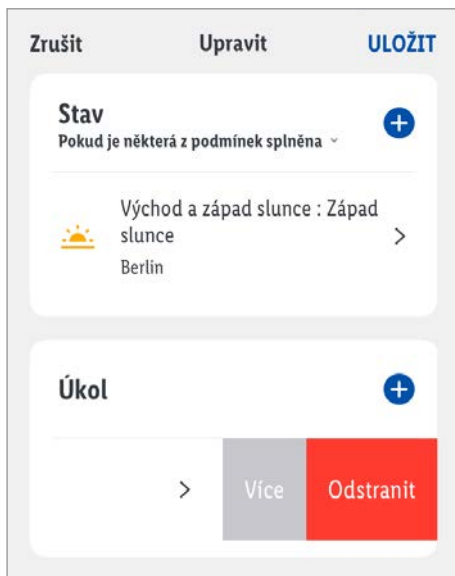 Zrušit Upravit ULOŽIT
Stav
Pokud je některá z podmínek splněna
Východ a západ slunce : Západ
slunce
Berlin
Úkol
Více Odstranit